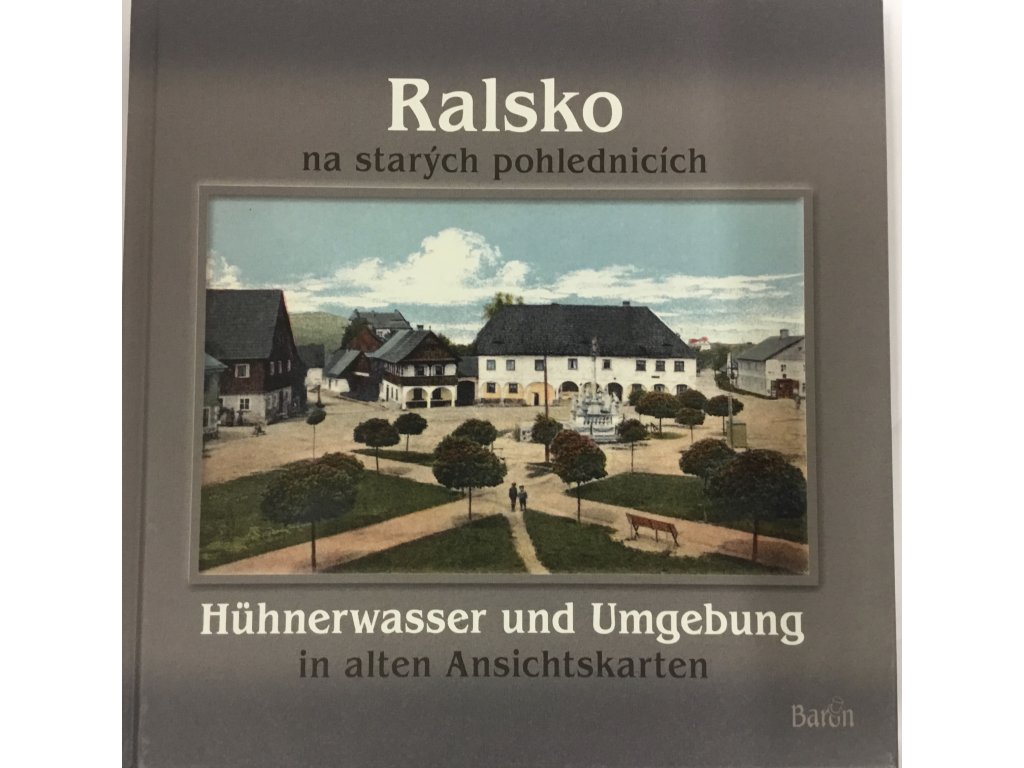 Ralsko
na starých pohlednicích
Hühnerwasser und Umgebung
in alten Ansichtskarten
Baron